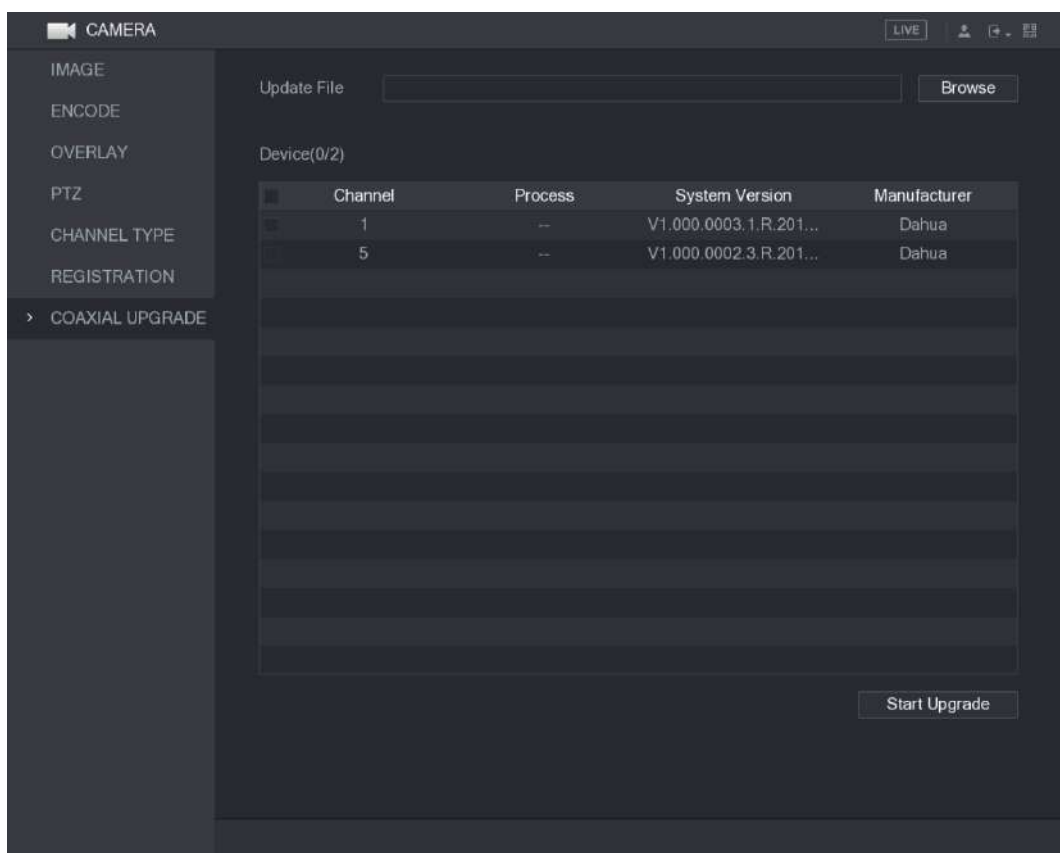 CAMERA LIVE
IMAGE
ENCODE
OVERLAY
PTZ
CHANNEL TYPE
REGISTRATION
> COAXIAL UPGRADE
Update File Browse
Device(0/2)
Channel Process System Version Manufacturer
1 -- V1.000.0003.1.R.201... Dahua
5 -- V1.000.0002.3.R.201... Dahua
Start Upgrade